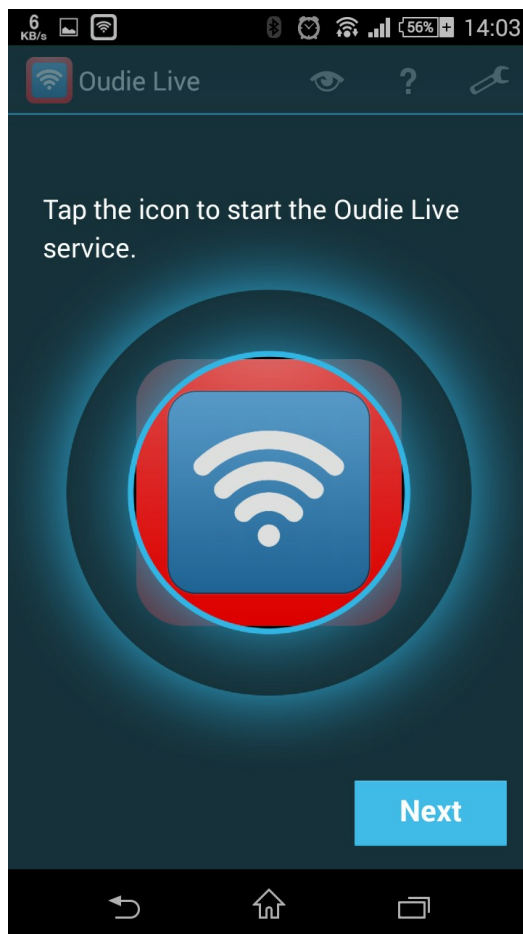 6
KB/s
56%
14:03
Oudie Live
?
Tap the icon to start the Oudie Live
service.
Next